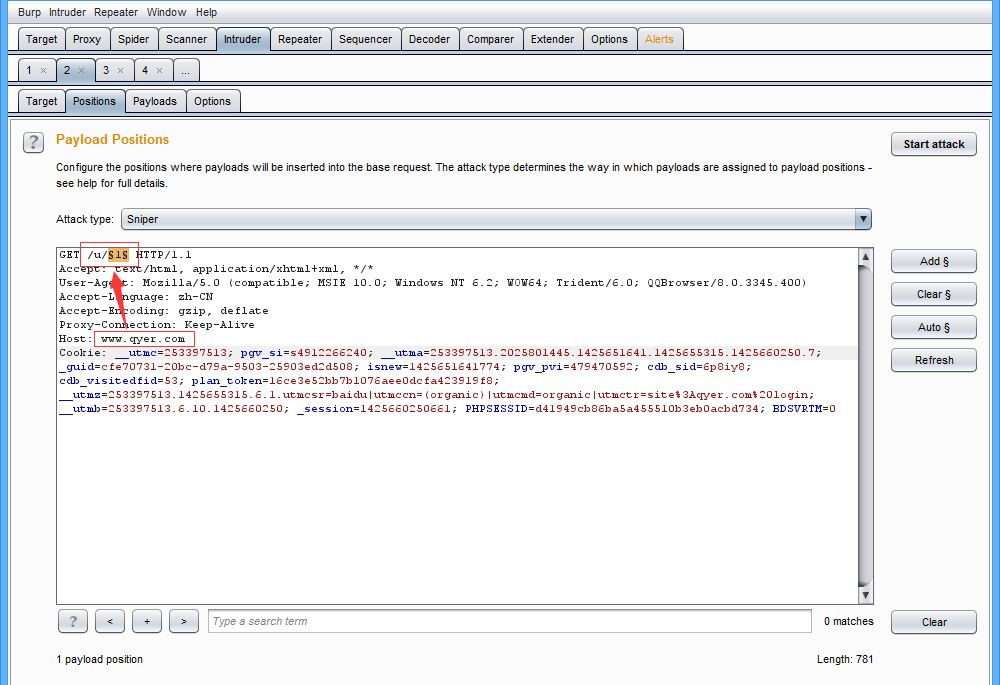 Burp Intruder Repeater Window Help
Target Proxy Spider Scanner Intruder Repeater Sequencer Decoder Comparer Extender Options Alerts
1 × 2 × 3 × 4 × ...
Target Positions Payloads Options
? Payload Positions Start attack
Configure the positions where payloads will be inserted into the base request. The attack type determines the way in which payloads are assigned to payload positions -
see help for full details.
Attack type: Sniper
GET /u/§1§ HTTP/1.1
Accept: text/html, application/xhtml+xml, */*
User-Agent: Mozilla/5.0 (compatible; MSIE 10.0; Windows NT 6.2; WOW64; Trident/6.0; QQBrowser/8.0.3345.400)
Accept-Language: zh-CN
Accept-Encoding: gzip, deflate
Proxy-Connection: Keep-Alive
Host: www.qyer.com
Cookie: __utmc=253397513; pgv_si=s4912266240; __utma=253397513.2025801445.1425651641.1425655315.1425660250.7;
_guid=cfe70731-20bc-d79a-9503-25903ed2d508; isnew=1425651641774; pgv_pvi=479470592; cdb_sid=6p8iy8;
cdb_visitedfid=53; plan_token=16ce3e52bb7b1076aee0dcfa423919f8;
__utmz=253397513.1425655315.6.1.utmcsr=baidu|utmccn=(organic)|utmcmd=organic|utmctr=site%3Aqyer.com%20login;
__utmb=253397513.6.10.1425660250; _session=1425660250661; PHPSESSID=d41949cb86ba5a455510b3eb0acbd734; BDSVRTM=0
Add §
Clear §
Auto §
Refresh
? < + > Type a search term 0 matches Clear
1 payload position Length: 781